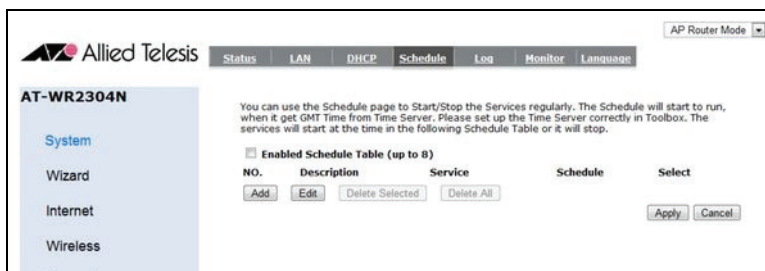 AP Router Mode
Allied Telesis
Status LAN DHCP Schedule Log Monitor Language
AT-WR2304N
System
Wizard
Internet
Wireless
You can use the Schedule page to Start/Stop the Services regularly. The Schedule will start to run,
when it get GMT Time from Time Server. Please set up the Time Server correctly in Toolbox. The
services will start at the time in the following Schedule Table or it will stop.
Enabled Schedule Table (up to 8)
NO. Description Service Schedule Select
Add Edit Delete Selected Delete All
Apply Cancel